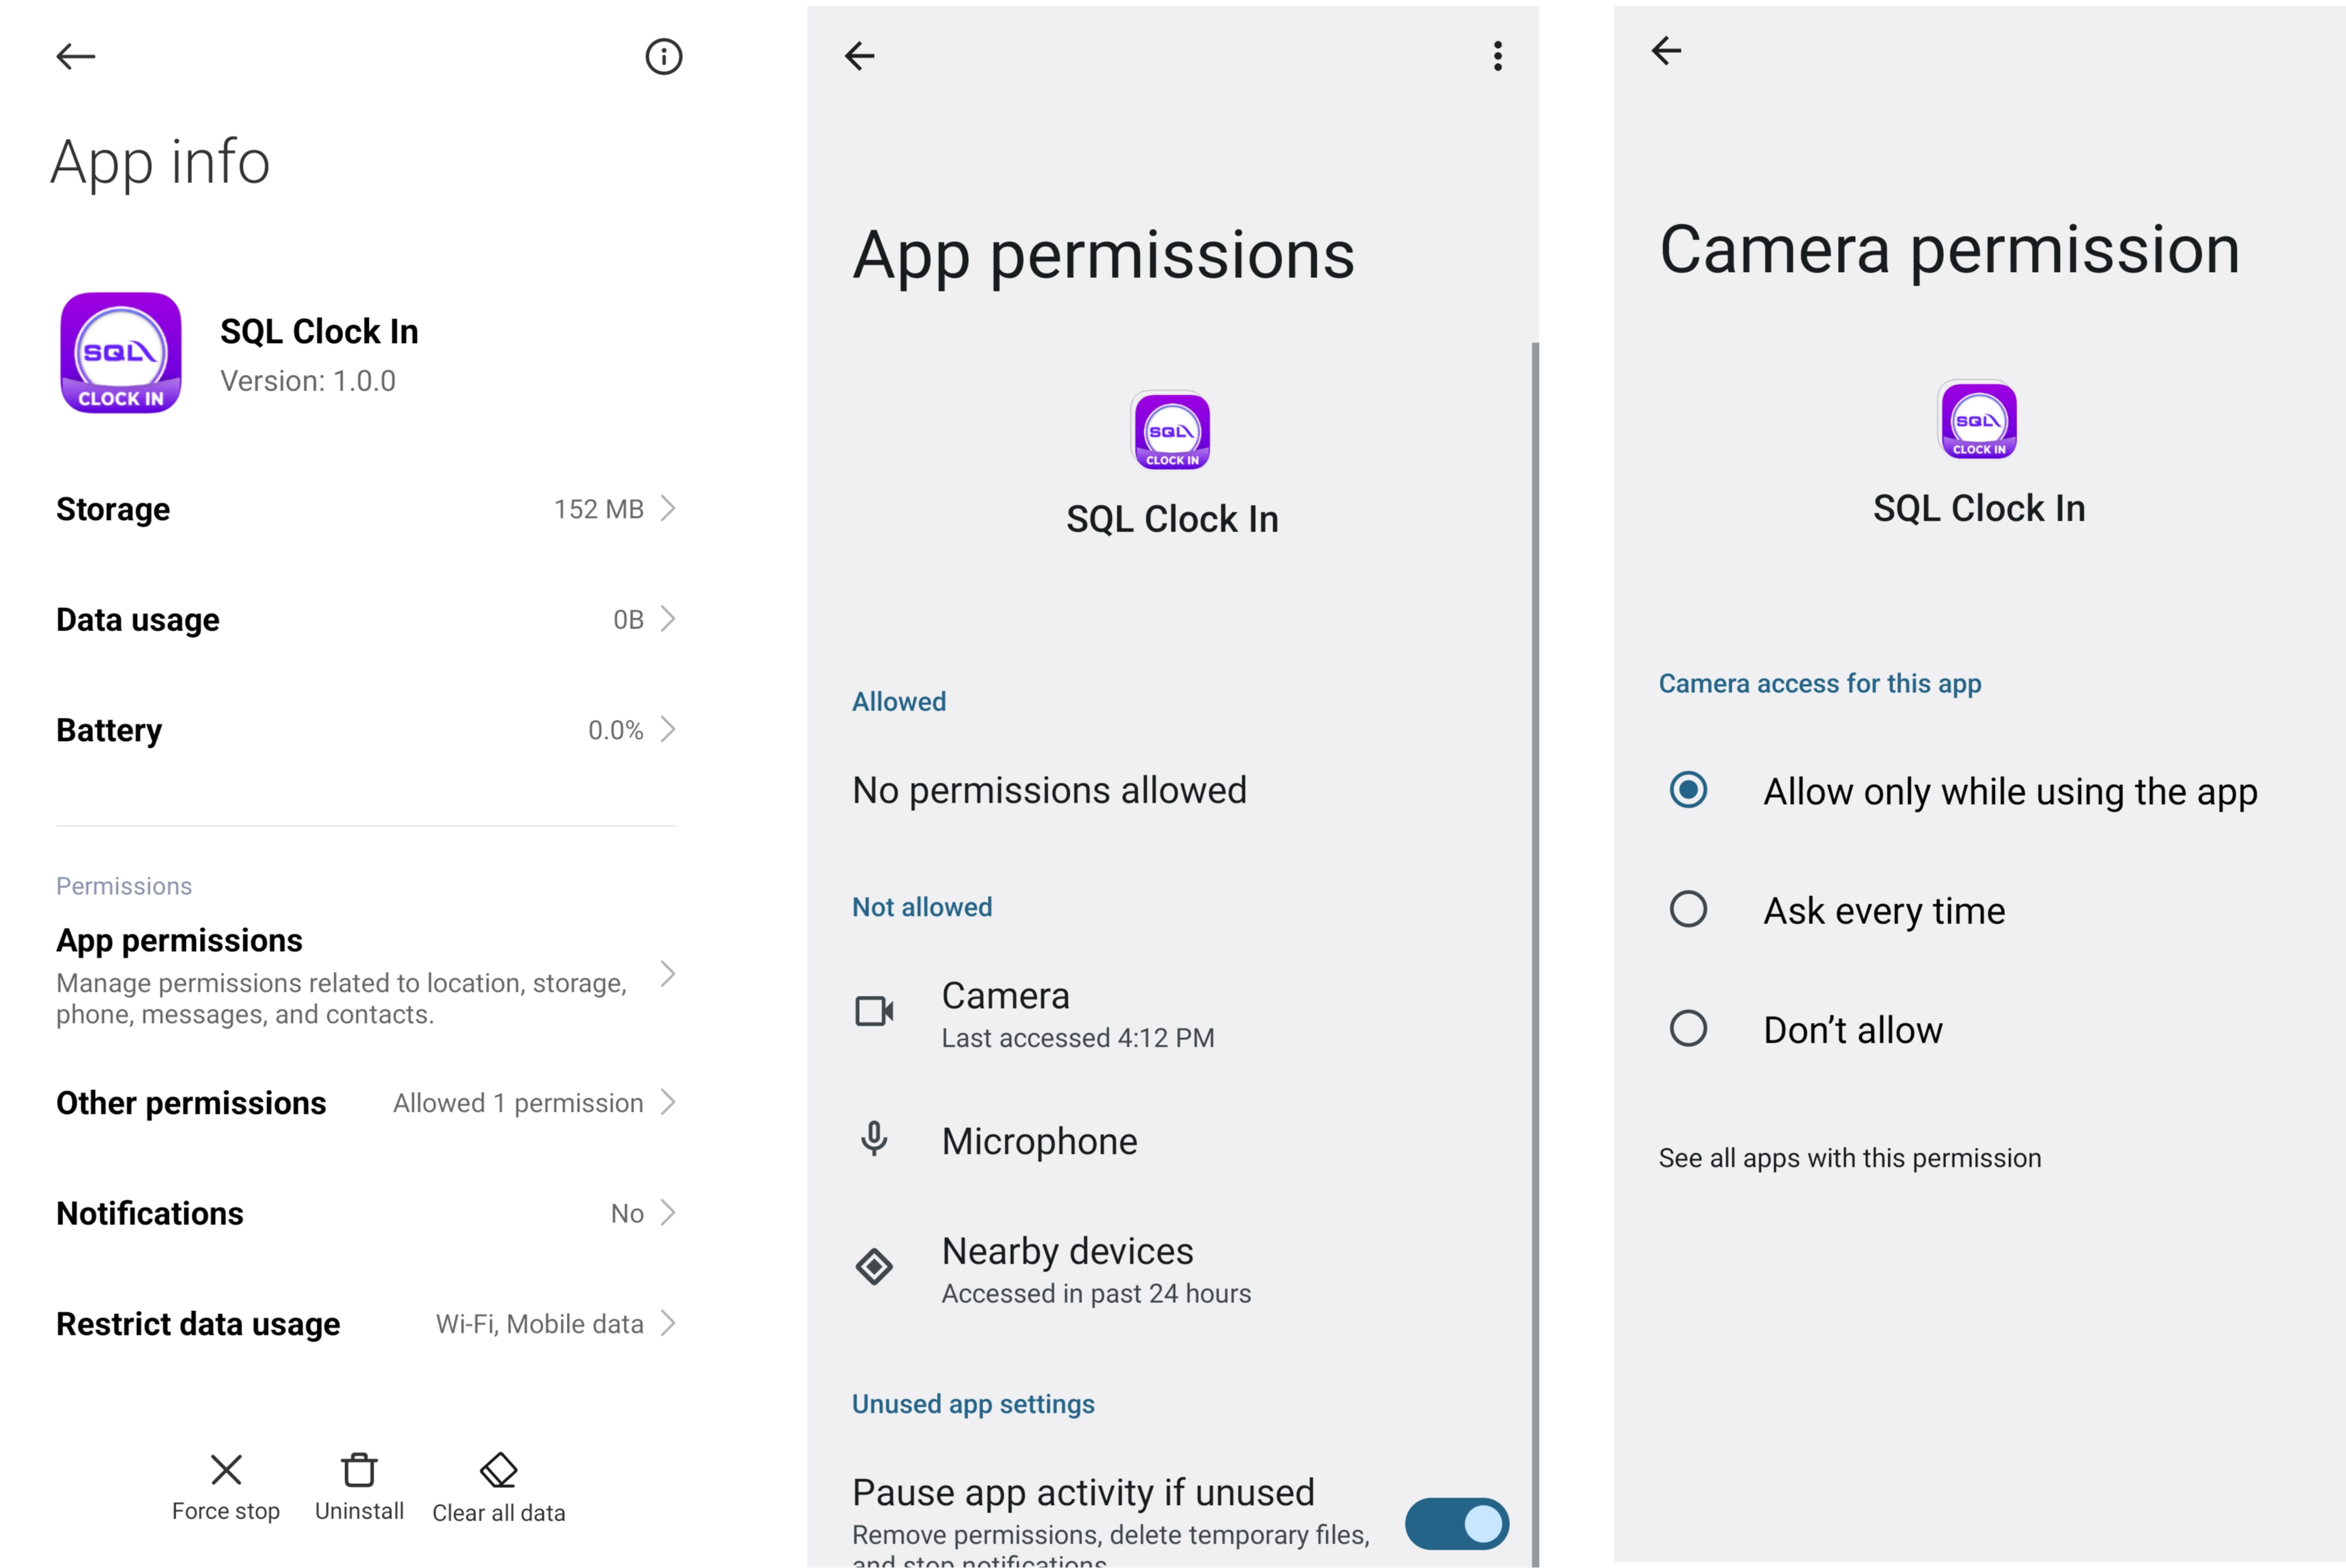 App info
SQL
CLOCK IN
SQL Clock In
Version: 1.0.0
Storage 152 MB
Data usage 0B
Battery 0.0%
Permissions
App permissions
Manage permissions related to location, storage,
phone, messages, and contacts.
Other permissions Allowed 1 permission
Notifications No
Restrict data usage Wi-Fi, Mobile data
Force stop Uninstall Clear all data
App permissions
SQL
CLOCK IN
SQL Clock In
Allowed
No permissions allowed
Not allowed
Camera
Last accessed 4:12 PM
Microphone
Nearby devices
Accessed in past 24 hours
Unused app settings
Pause app activity if unused
Remove permissions, delete temporary files,
and stop notifications
Camera permission
SQL
CLOCK IN
SQL Clock In
Camera access for this app
Allow only while using the app
Ask every time
Don’t allow
See all apps with this permission